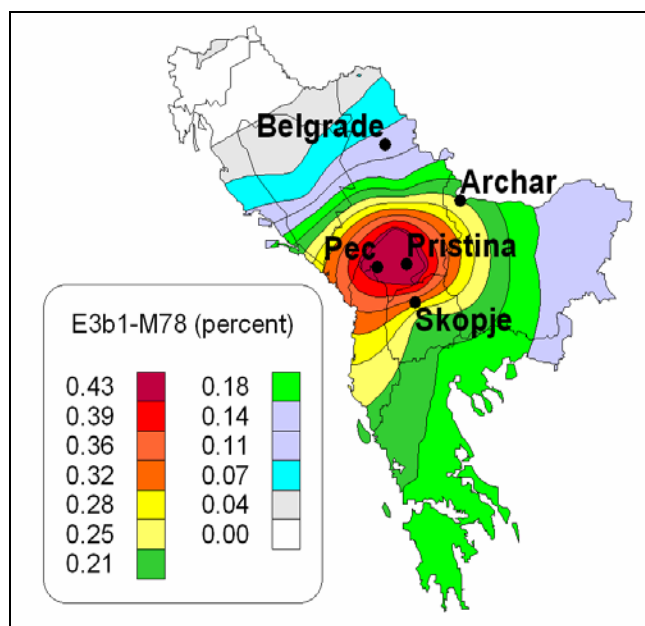 Belgrade
Archar
Pec Pristina
Skopje
E3b1-M78 (percent)
0.43 0.18
0.39 0.14
0.36 0.11
0.32 0.07
0.28 0.04
0.25 0.00
0.21